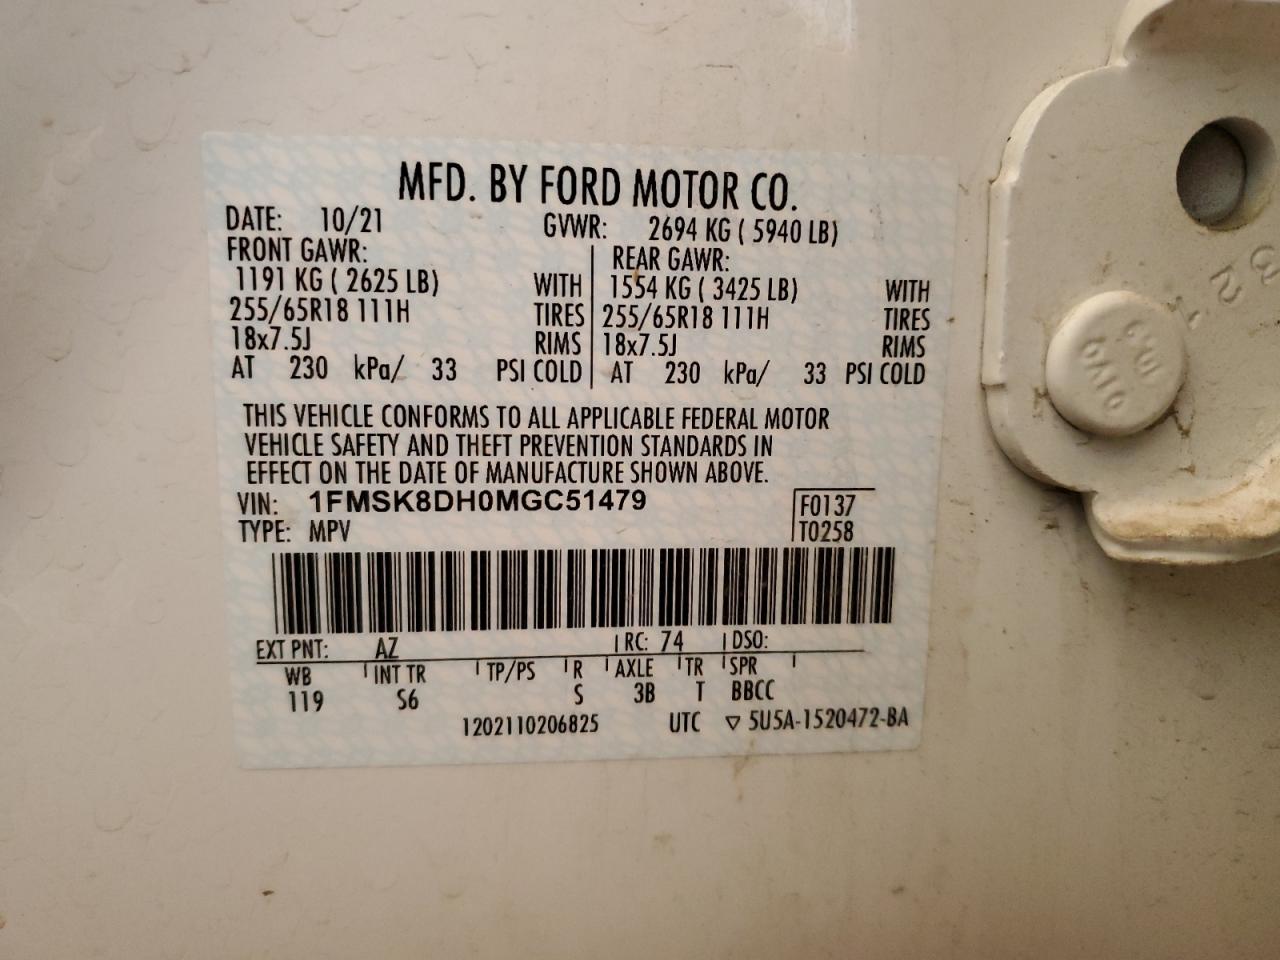 MFD. BY FORD MOTOR CO.
DATE: 10/21 GVWR: 2694 KG ( 5940 LB)
FRONT GAWR: REAR GAWR:
1191 KG ( 2625 LB) WITH 1554 KG ( 3425 LB) WITH
255/65R18 111H TIRES 255/65R18 111H TIRES
18x7.5J RIMS 18x7.5J RIMS
AT 230 kPa/ 33 PSI COLD AT 230 kPa/ 33 PSI COLD
THIS VEHICLE CONFORMS TO ALL APPLICABLE FEDERAL MOTOR
VEHICLE SAFETY AND THEFT PREVENTION STANDARDS IN
EFFECT ON THE DATE OF MANUFACTURE SHOWN ABOVE.
VIN: 1FMSK8DH0MGC51479 F0137
TYPE: MPV T0258
EXT PNT: AZ RC: 74 DSO:
WB INT TR TP/PS R AXLE TR SPR
119 S6 S 3B T BBCC
1202110206825 UTC ▽ 5U5A-1520472-BA